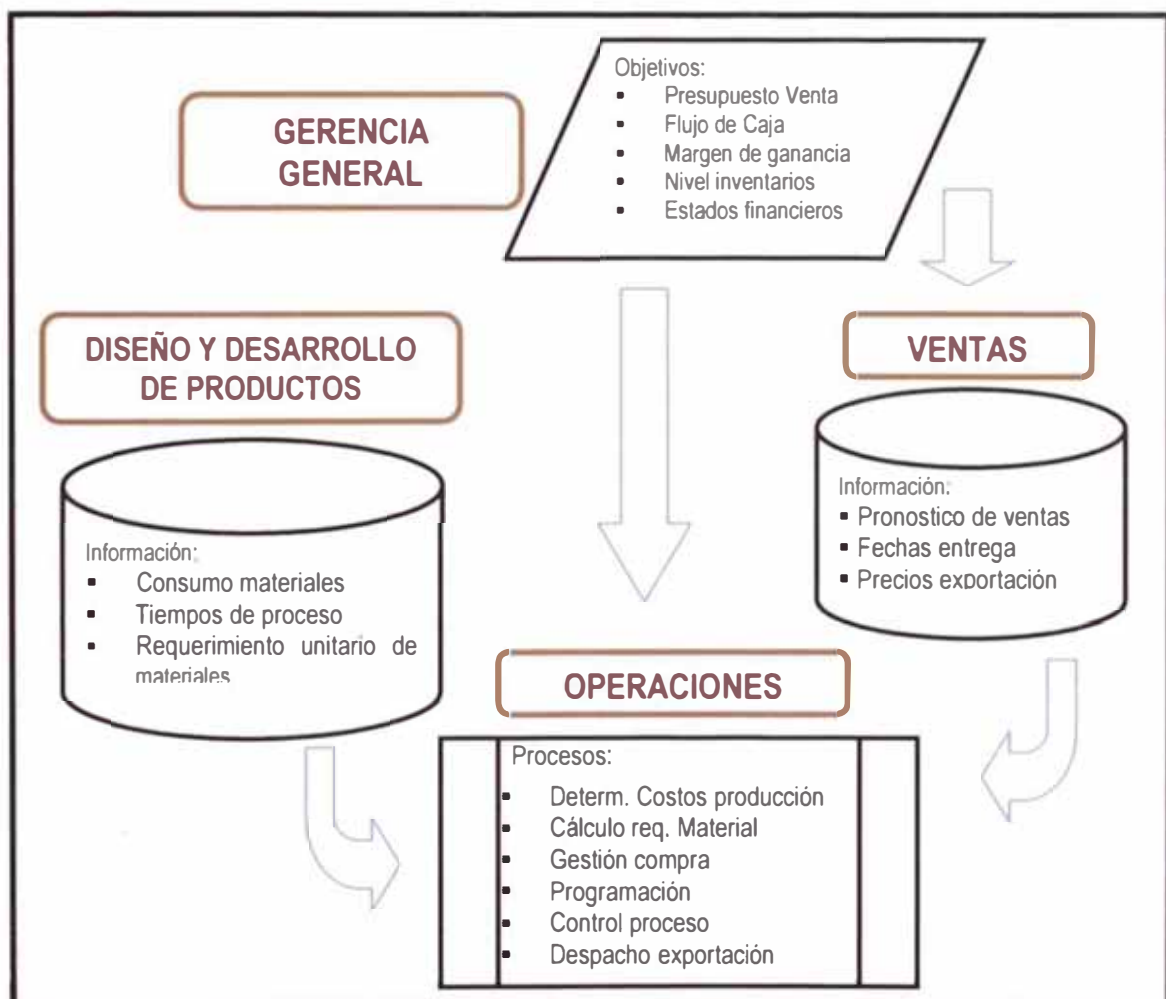 GERENCIA
GENERAL
Objetivos:
▪ Presupuesto Venta
▪ Flujo de Caja
▪ Margen de ganancia
▪ Nivel inventarios
▪ Estados financieros
DISEÑO Y DESARROLLO
DE PRODUCTOS
VENTAS
Información:
▪ Consumo materiales
▪ Tiempos de proceso
▪ Requerimiento unitario de
materiales
Información:
▪ Pronostico de ventas
▪ Fechas entrega
▪ Precios exportación
OPERACIONES
Procesos:
▪ Determ. Costos producción
▪ Cálculo req. Material
▪ Gestión compra
▪ Programación
▪ Control proceso
▪ Despacho exportación